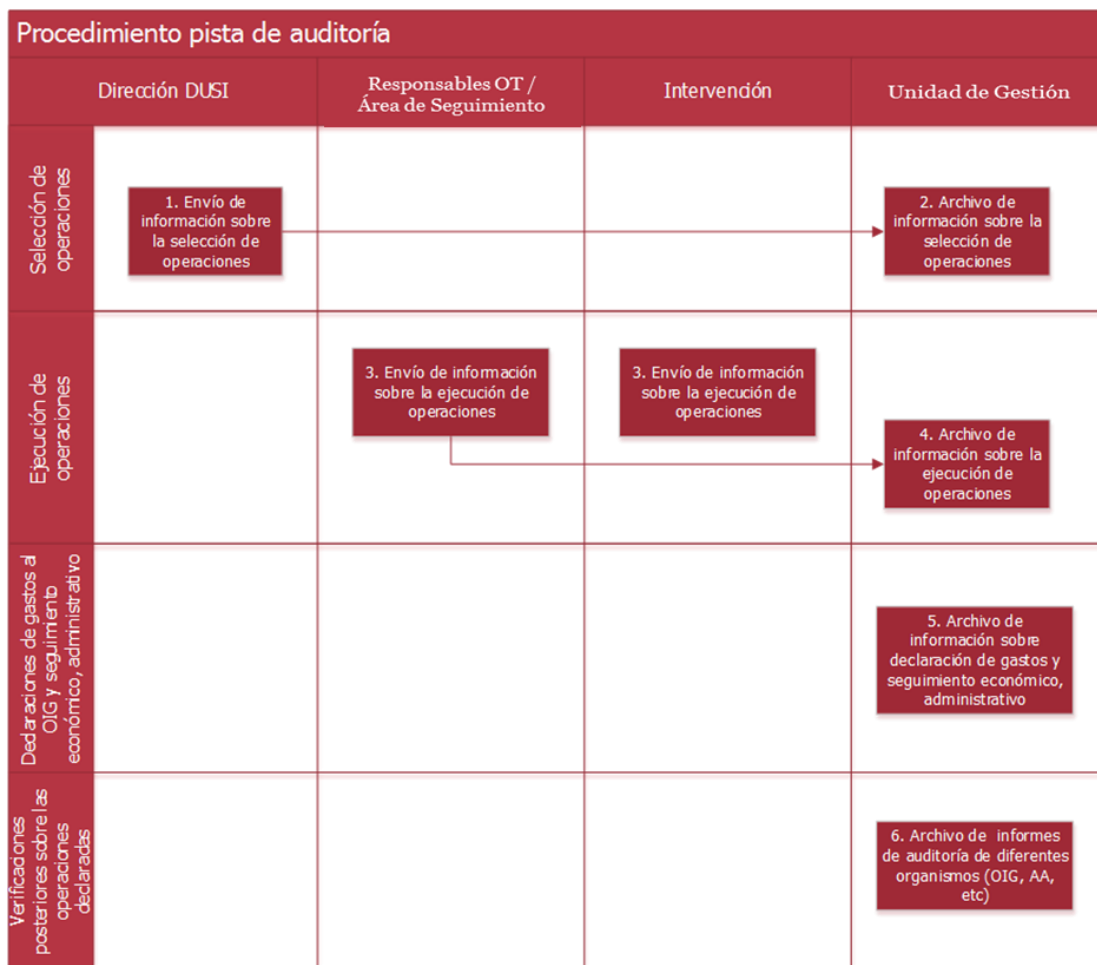 Procedimiento pista de auditoría
Dirección DUSI
Responsables OT /
Área de Seguimiento
Intervención
Unidad de Gestión
Selección de
operaciones
1. Envío de
información sobre
la selección de
operaciones
2. Archivo de
información sobre la
selección de
operaciones
Ejecución de
operaciones
3. Envío de información
sobre la ejecución de
operaciones
3. Envío de información
sobre la ejecución de
operaciones
4. Archivo de
información sobre la
ejecución de
operaciones
Declaraciones de gastos al
OIG y seguimiento
económico, administrativo
5. Archivo de
información sobre
declaración de gastos y
seguimiento económico,
administrativo
Verificaciones
posteriores sobre las
operaciones
declaradas
6. Archivo de informes
de auditoría de diferentes
organismos (OIG, AA,
etc)